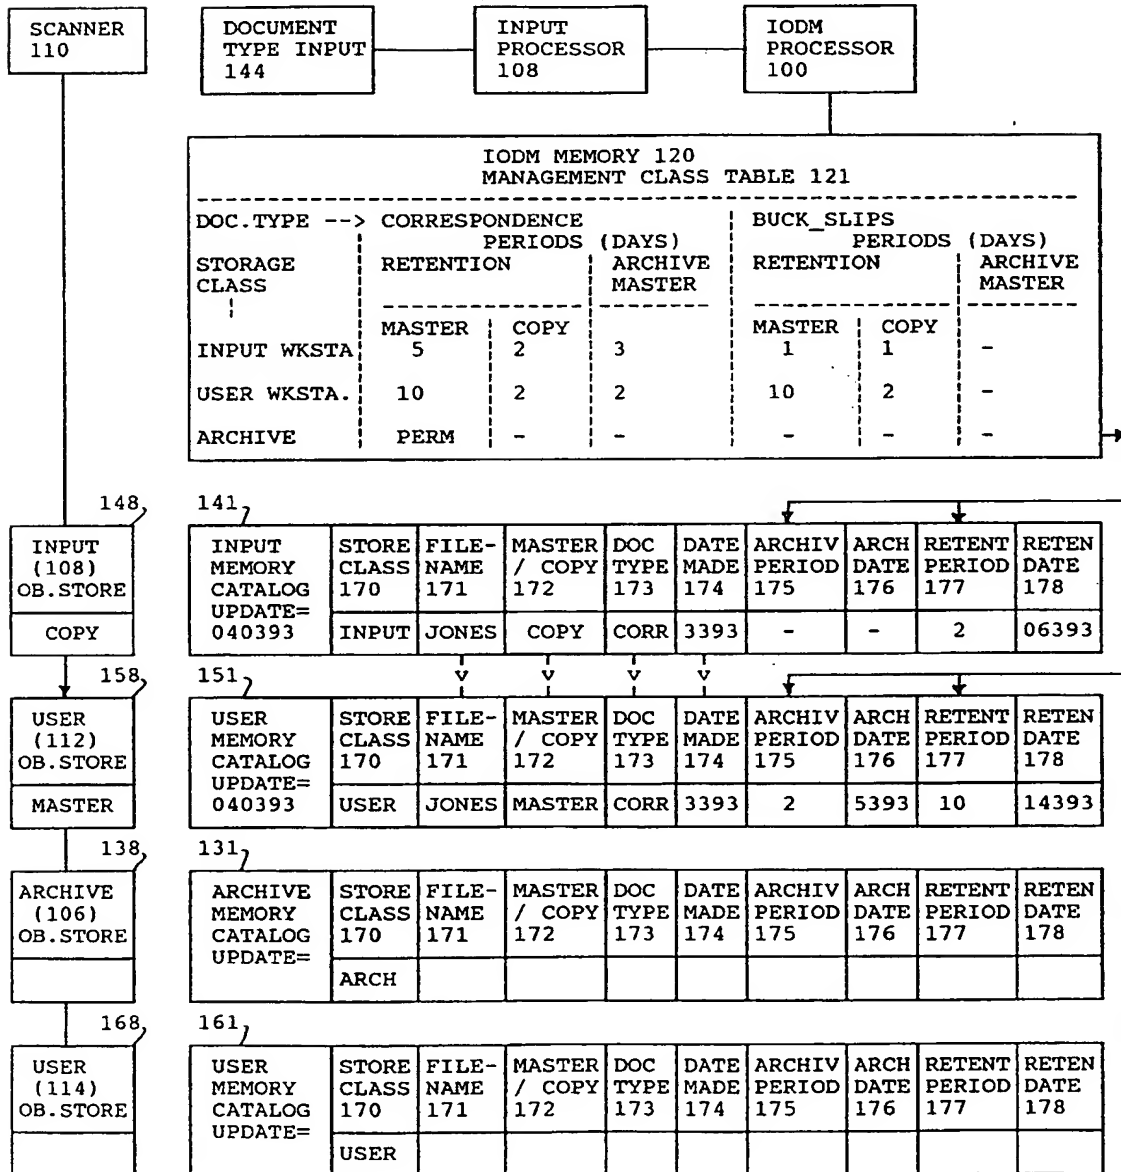 SCANNER
110
DOCUMENT
TYPE INPUT
144
INPUT
PROCESSOR
108
IODM
PROCESSOR
100
IODM MEMORY 120
MANAGEMENT CLASS TABLE 121
DOC.TYPE --> CORRESPONDENCE BUCK_SLIPS
PERIODS (DAYS) PERIODS (DAYS)
STORAGE RETENTION ARCHIVE RETENTION ARCHIVE
CLASS MASTER MASTER
MASTER COPY MASTER COPY
INPUT WKSTA 5 2 3 1 1 -
USER WKSTA. 10 2 2 10 2 -
ARCHIVE PERM - - - - -
148 141
INPUT
(108)
OB.STORE
COPY
INPUT STORE FILE- MASTER DOC DATE ARCHIV ARCH RETENT RETEN
MEMORY CLASS NAME / COPY TYPE MADE PERIOD DATE PERIOD DATE
CATALOG 170 171 172 173 174 175 176 177 178
UPDATE=
040393 INPUT JONES COPY CORR 3393 - - 2 06393
v v v v
158 151
USER
(112)
OB.STORE
MASTER
USER STORE FILE- MASTER DOC DATE ARCHIV ARCH RETENT RETEN
MEMORY CLASS NAME / COPY TYPE MADE PERIOD DATE PERIOD DATE
CATALOG 170 171 172 173 174 175 176 177 178
UPDATE=
040393 USER JONES MASTER CORR 3393 2 5393 10 14393
138 131
ARCHIVE
(106)
OB.STORE
ARCHIVE STORE FILE- MASTER DOC DATE ARCHIV ARCH RETENT RETEN
MEMORY CLASS NAME / COPY TYPE MADE PERIOD DATE PERIOD DATE
CATALOG 170 171 172 173 174 175 176 177 178
UPDATE=
ARCH
168 161
USER
(114)
OB.STORE
USER STORE FILE- MASTER DOC DATE ARCHIV ARCH RETENT RETEN
MEMORY CLASS NAME / COPY TYPE MADE PERIOD DATE PERIOD DATE
CATALOG 170 171 172 173 174 175 176 177 178
UPDATE=
USER